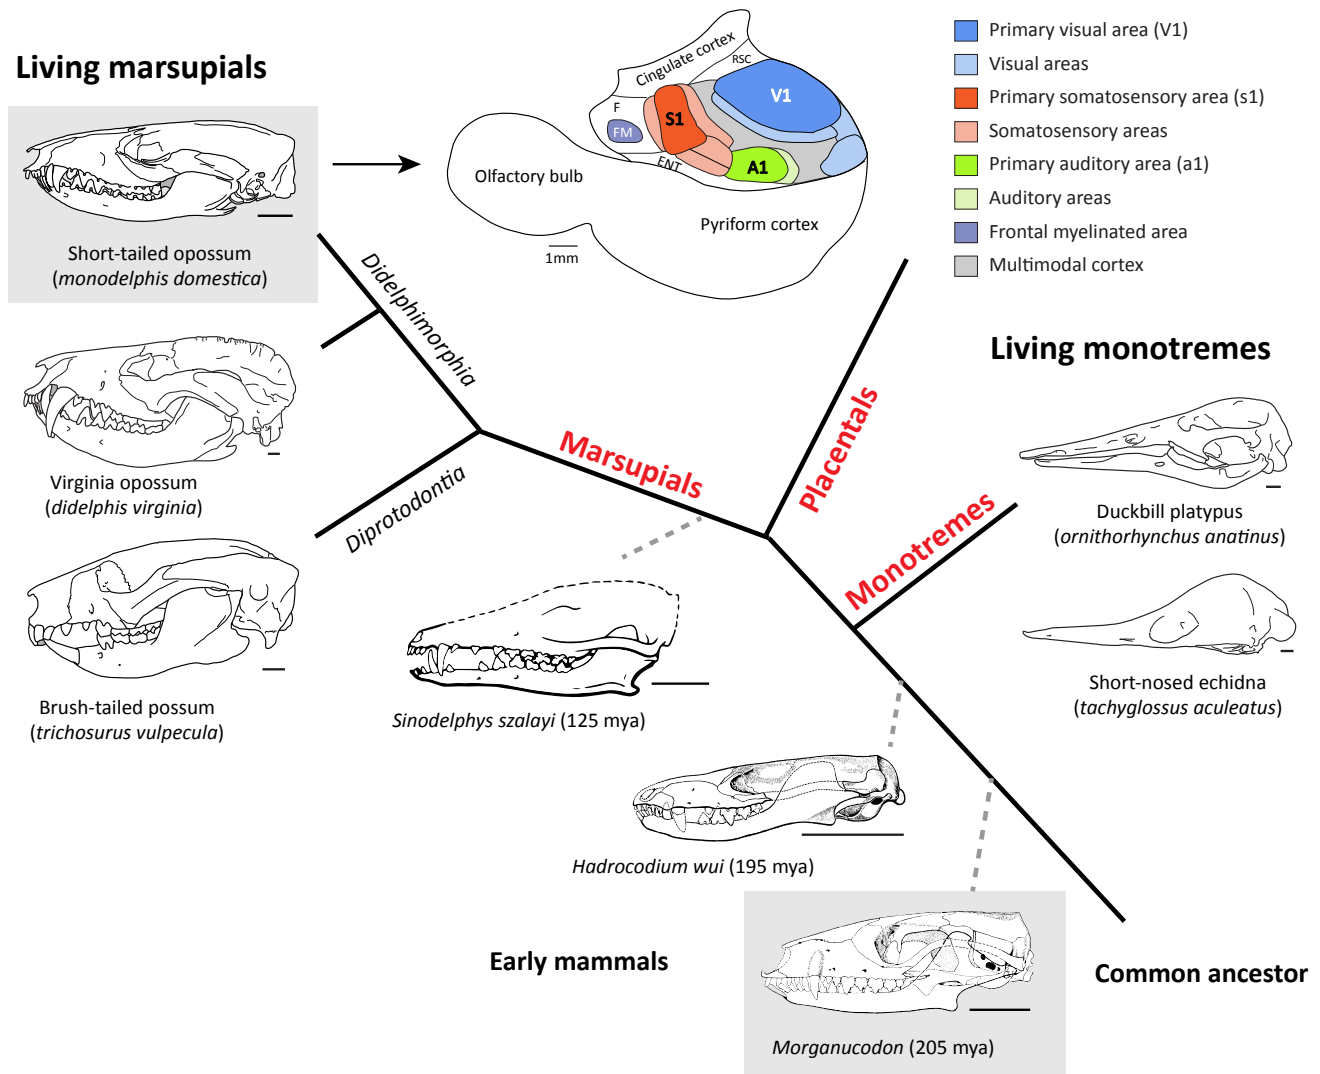 Living marsupials
Short-tailed opossum
(monodelphis domestica)
Virginia opossum
(didelphis virginia)
Brush-tailed possum
(trichosurus vulpecula)
Cingulate cortex
RSC
F
FM
S1
V1
A1
ENT
Olfactory bulb
Pyriform cortex
1mm
Primary visual area (V1)
Visual areas
Primary somatosensory area (s1)
Somatosensory areas
Primary auditory area (a1)
Auditory areas
Frontal myelinated area
Multimodal cortex
Didelphimorphia
Diprotodontia
Marsupials
Placentals
Monotremes
Living monotremes
Duckbill platypus
(ornithorhynchus anatinus)
Short-nosed echidna
(tachyglossus aculeatus)
Sinodelphys szalayi (125 mya)
Hadrocodium wui (195 mya)
Early mammals
Common ancestor
Morganucodon (205 mya)